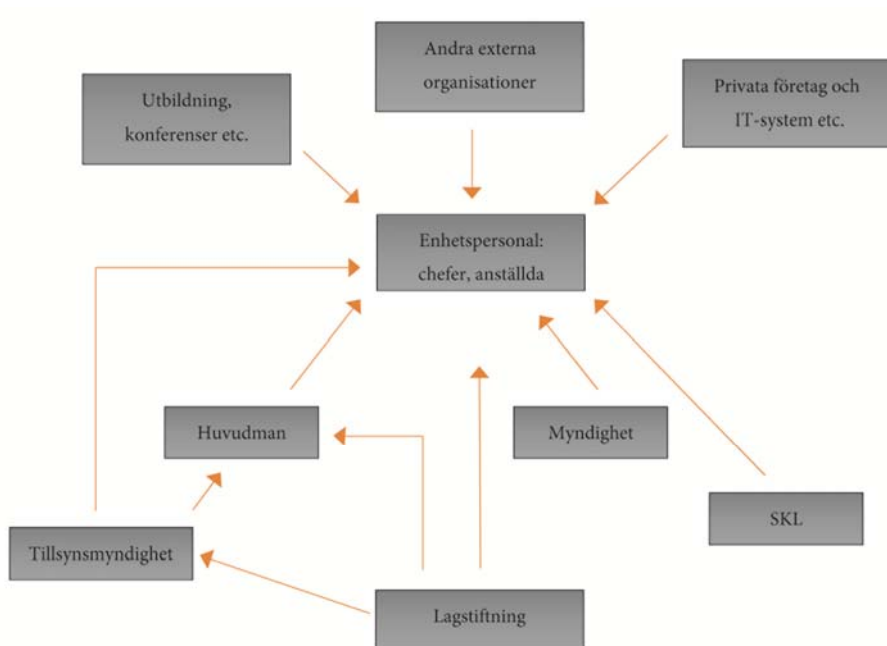 Andra externa
organisationer
Utbildning,
konferenser etc.
Privata företag och
IT-system etc.
Enhetspersonal:
chefer, anställda
Huvudman
Myndighet
SKL
Tillsynsmyndighet
Lagstiftning